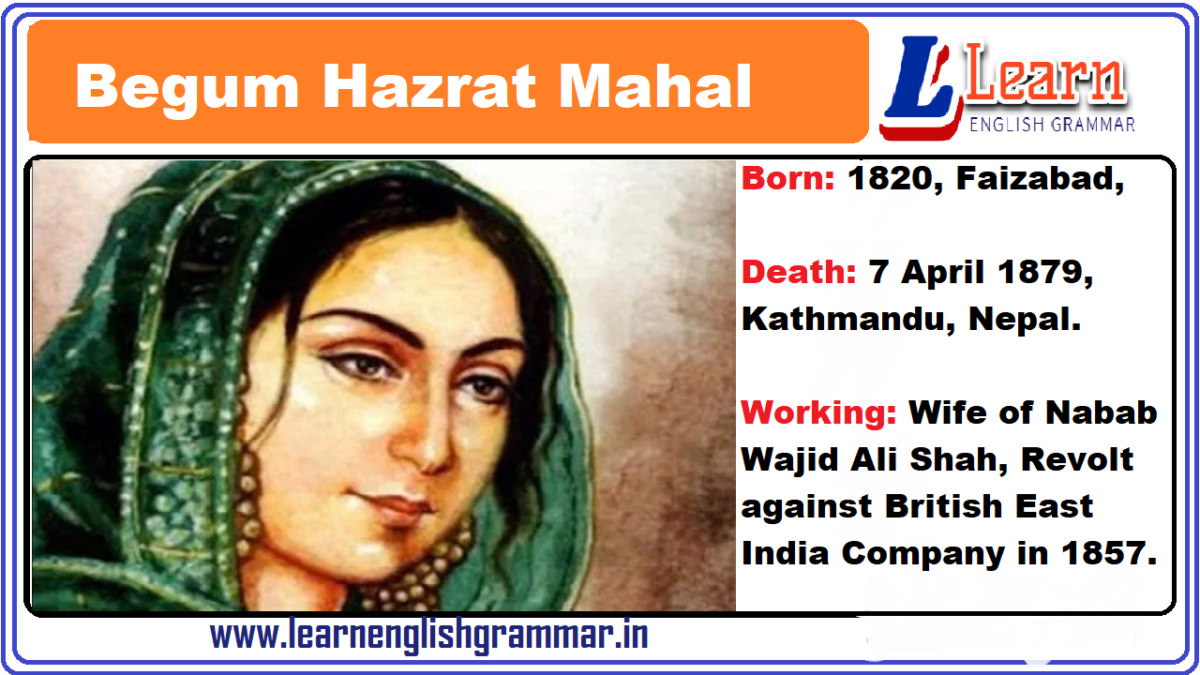 Begum Hazrat Mahal
Learn
ENGLISH GRAMMAR
Born: 1820, Faizabad,
Death: 7 April 1879,
Kathmandu, Nepal.
Working: Wife of Nabab
Wajid Ali Shah, Revolt
against British East
India Company in 1857.
www.learnenglishgrammar.in